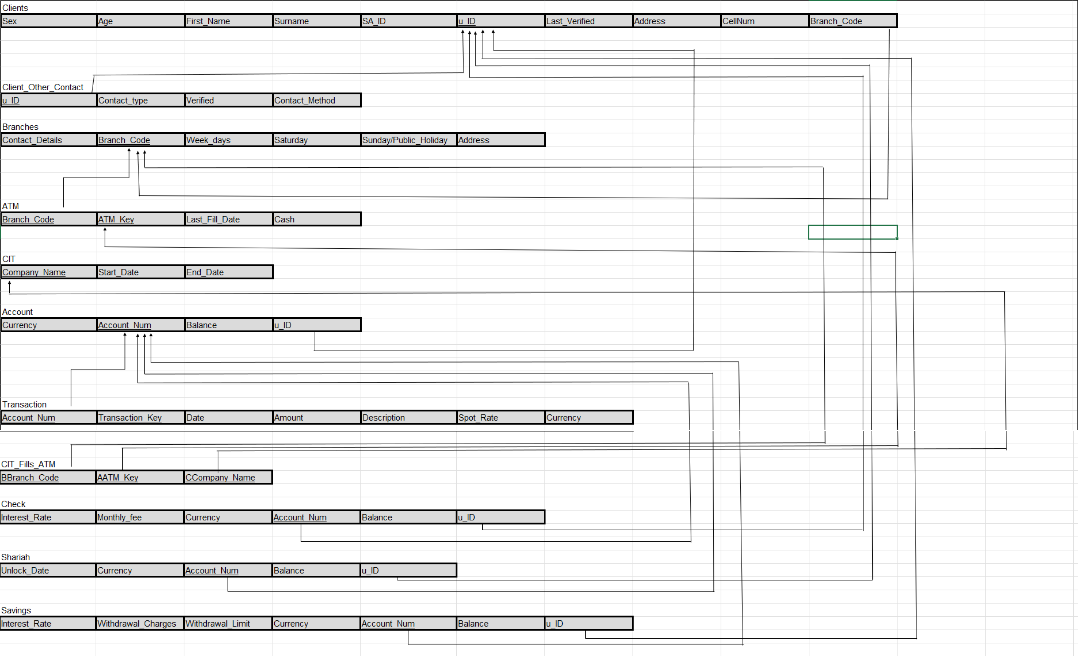 Clients
Sex Age First_Name Surname SA_ID u_ID Last_Verified Address CellNum Branch_Code
Client_Other_Contact
u_ID Contact_type Verified Contact_Method
Branches
Contact_Details Branch_Code Week_days Saturday Sunday/Public_Holiday Address
ATM
Branch_Code ATM_Key Last_Fill_Date Cash
CIT
Company_Name Start_Date End_Date
Account
Currency Account_Num Balance u_ID
Transaction
Account_Num Transaction_Key Date Amount Description Spot_Rate Currency
CIT_Fills_ATM
BBranch_Code AATM_Key CCompany_Name
Check
Interest_Rate Monthly_fee Currency Account_Num Balance u_ID
Shariah
Unlock_Date Currency Account_Num Balance u_ID
Savings
Interest_Rate Withdrawal_Charges Withdrawal_Limit Currency Account_Num Balance u_ID